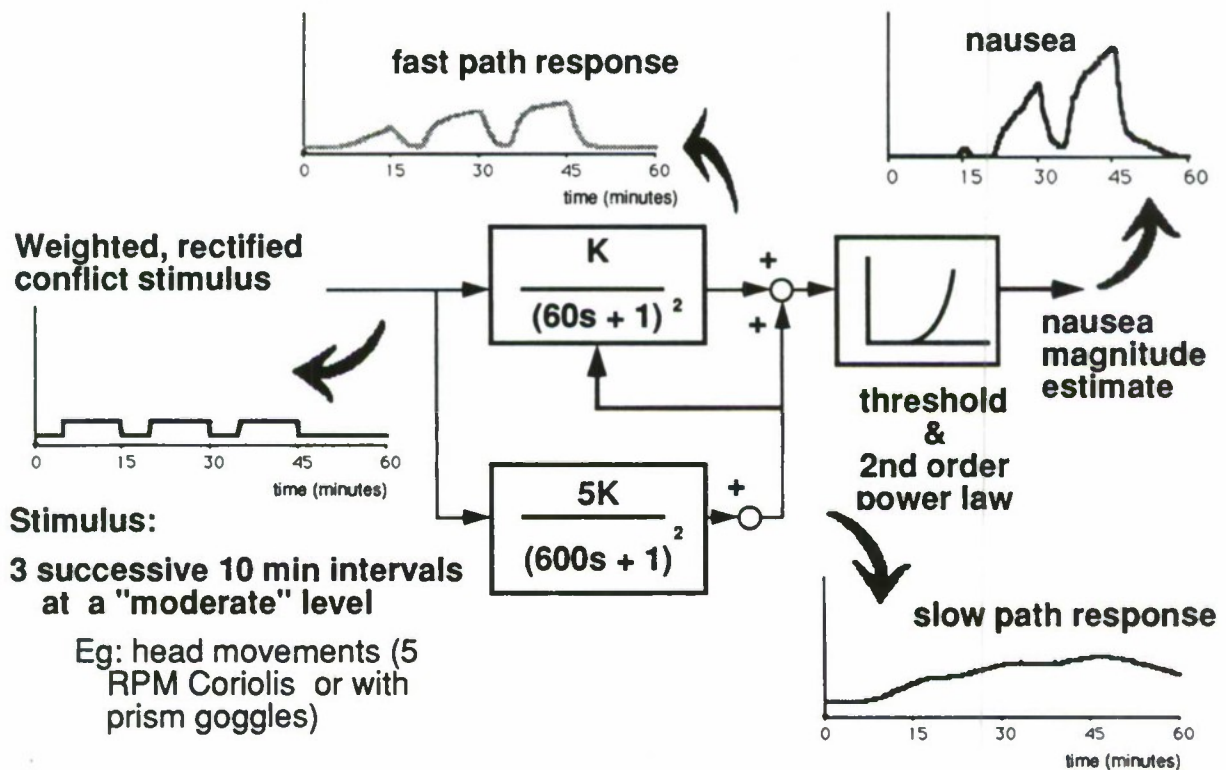 fast path response
0 15 30 45 60
time (minutes)
nausea
0 15 30 45 60
Weighted, rectified
conflict stimulus
0 15 30 45 60
time (minutes)
K
(60s + 1) 2
+
+
5K
(600s + 1) 2
+
threshold
&
2nd order
power law
nausea
magnitude
estimate
Stimulus:
3 successive 10 min intervals
at a "moderate" level
Eg: head movements (5
RPM Coriolis or with
prism goggles)
slow path response
0 15 30 45 60
time (minutes)